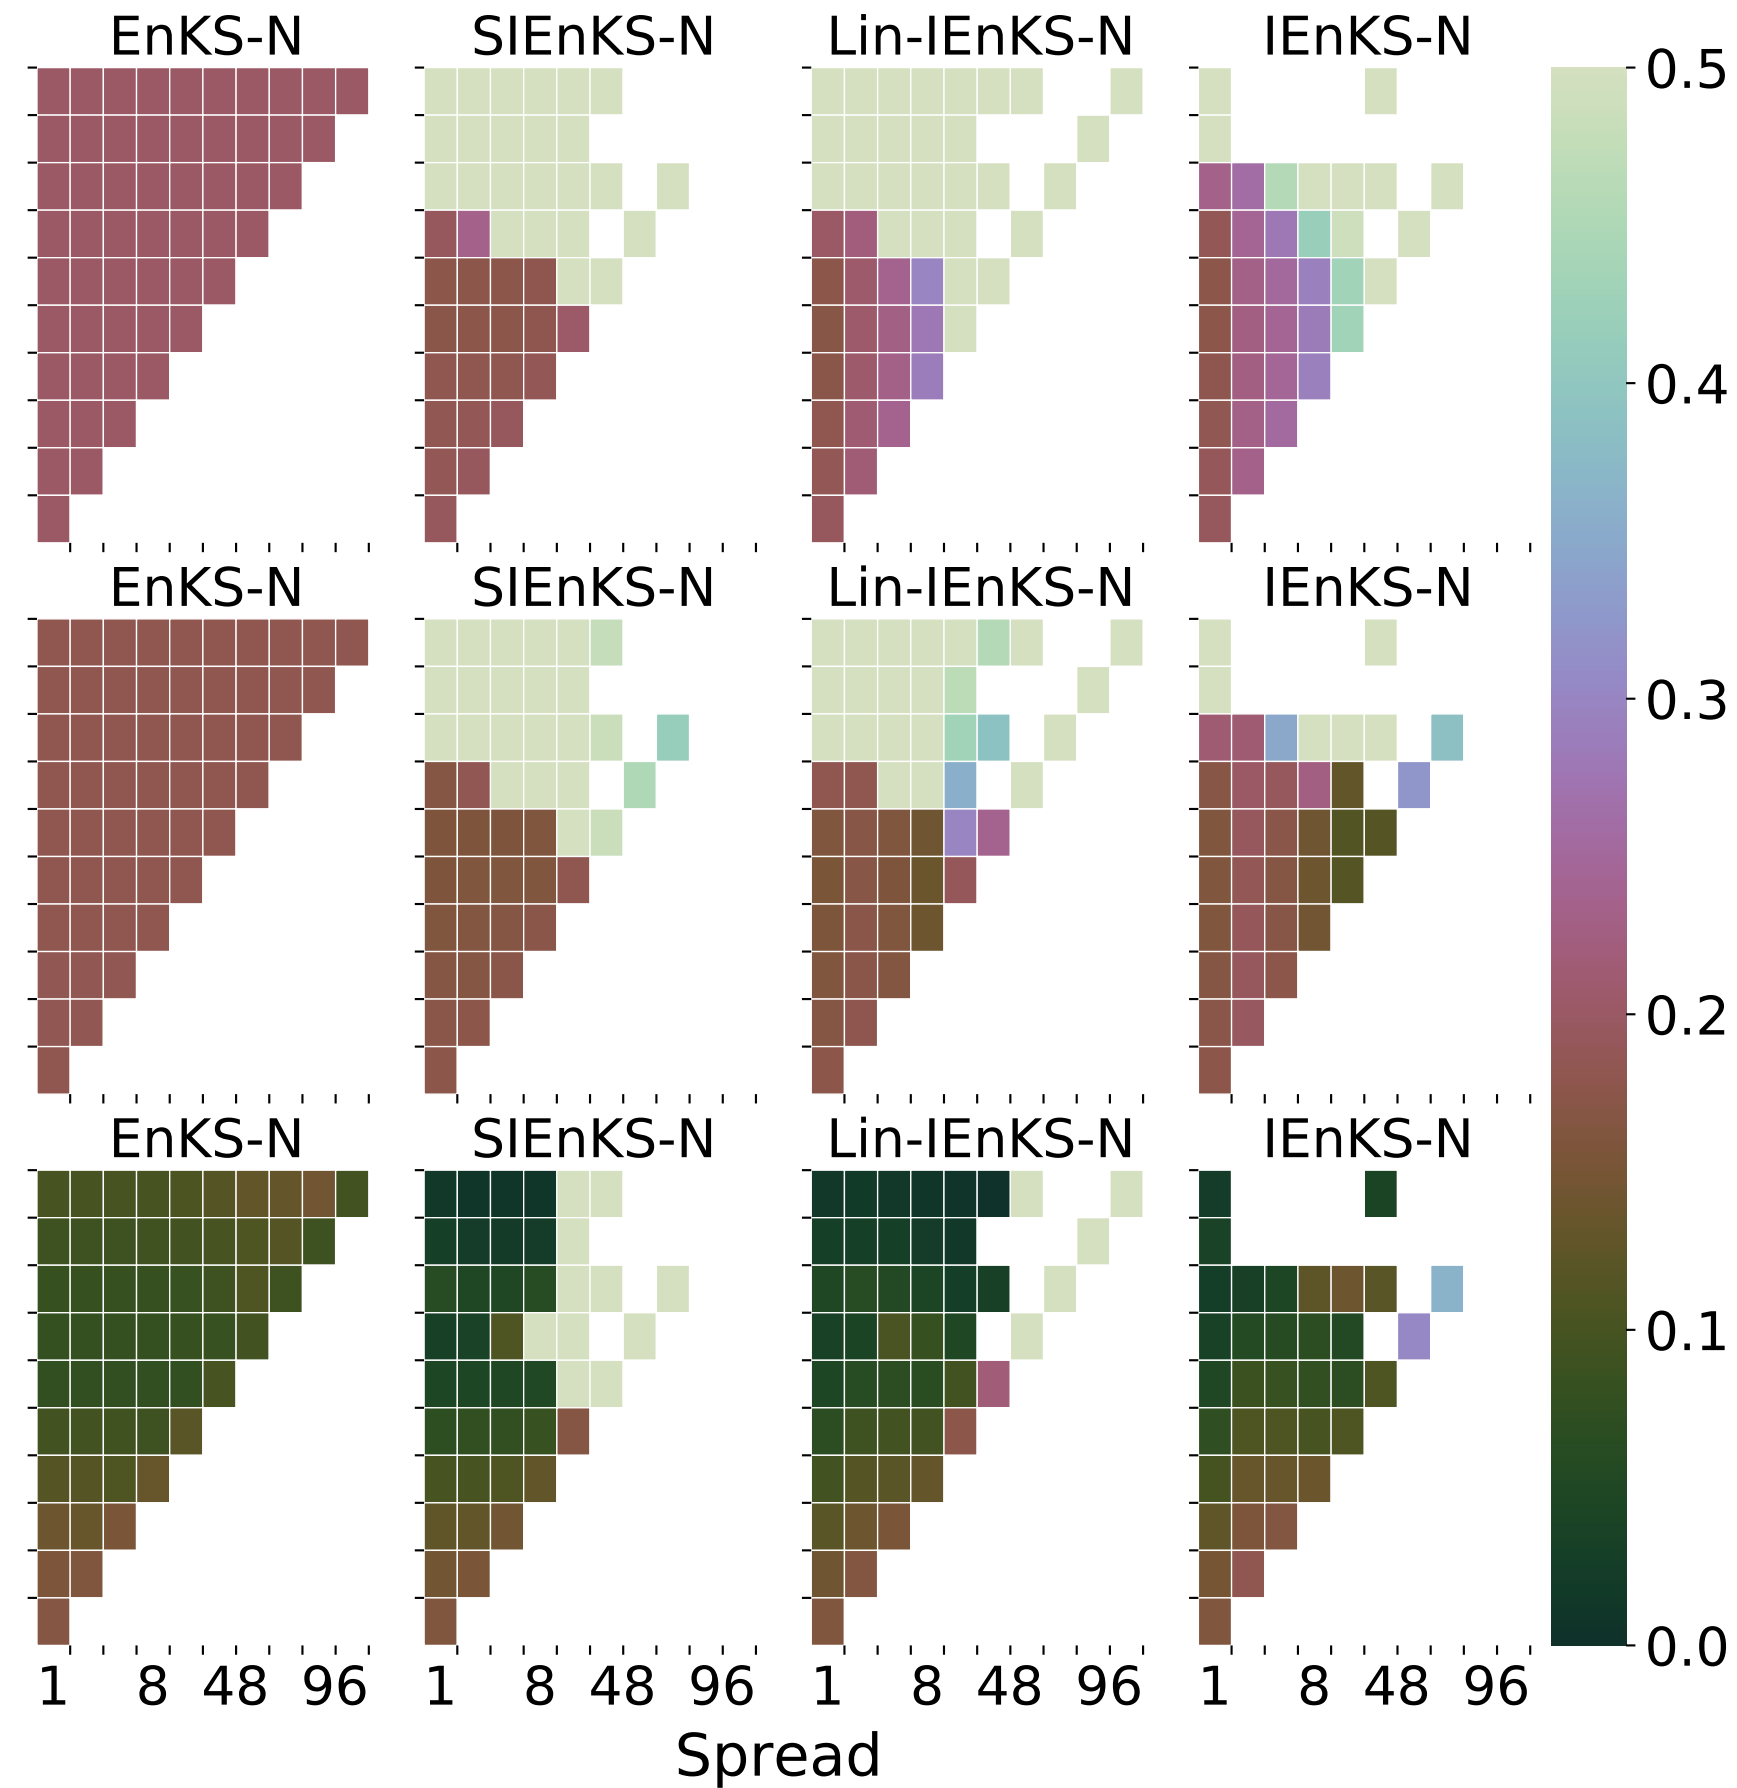 EnKS-N SIEnKS-N Lin-IEnKS-N IEnKS-N
0.5
0.4
EnKS-N SIEnKS-N Lin-IEnKS-N IEnKS-N
0.3
0.2
EnKS-N SIEnKS-N Lin-IEnKS-N IEnKS-N
0.1
0.0
1 8 48 96 1 8 48 96 1 8 48 96 1 8 48 96
Spread